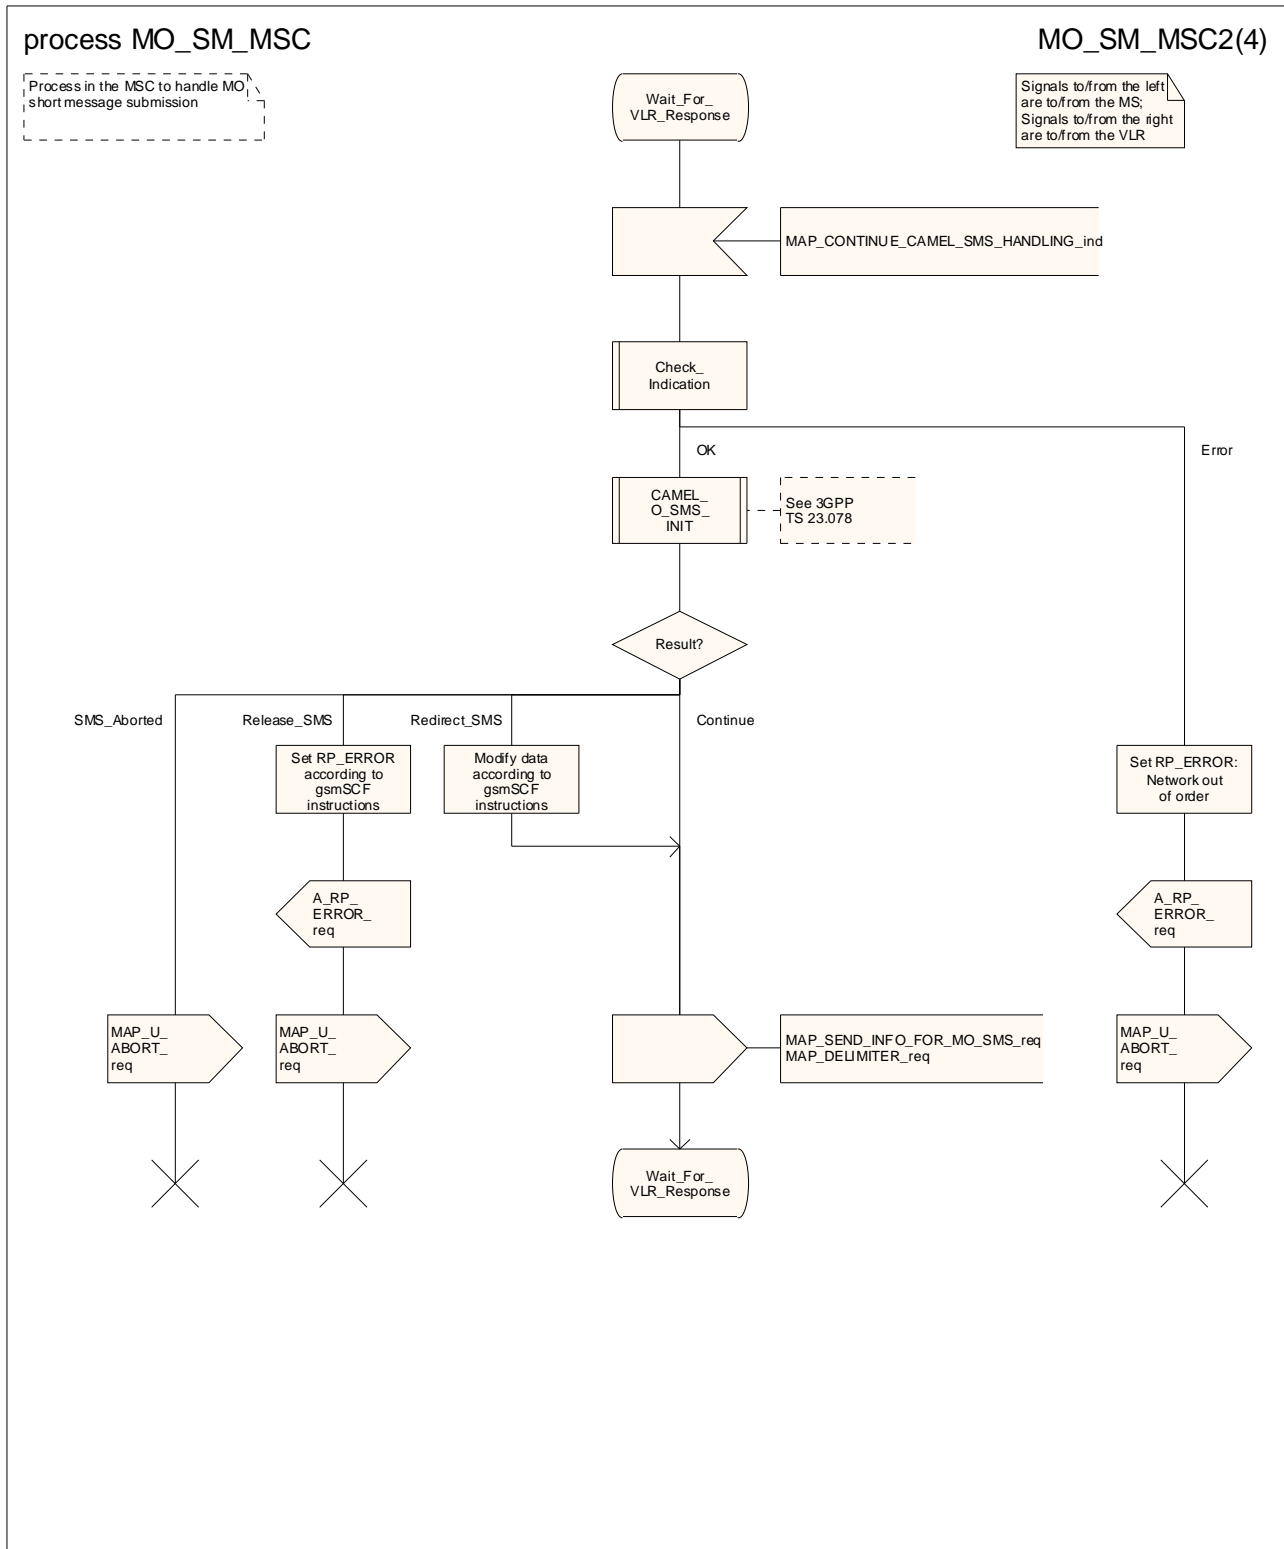 process MO_SM_MSC
MO_SM_MSC2(4)
Process in the MSC to handle MO
short message submission
Wait_For_
VLR_Response
Signals to/from the left
are to/from the MS;
Signals to/from the right
are to/from the VLR
MAP_CONTINUE_CAMEL_SMS_HANDLING_ind
Check_
Indication
OK
Error
CAMEL_
O_SMS_
INIT
See 3GPP
TS 23.078
Result?
SMS_Aborted
Release_SMS
Redirect_SMS
Continue
Set RP_ERROR
according to
gsmSCF
instructions
Modify data
according to
gsmSCF
instructions
Set RP_ERROR:
Network out
of order
A_RP_
ERROR_
req
A_RP_
ERROR_
req
MAP_U_
ABORT_
req
MAP_U_
ABORT_
req
MAP_SEND_INFO_FOR_MO_SMS_req
MAP_DELIMITER_req
MAP_U_
ABORT_
req
Wait_For_
VLR_Response